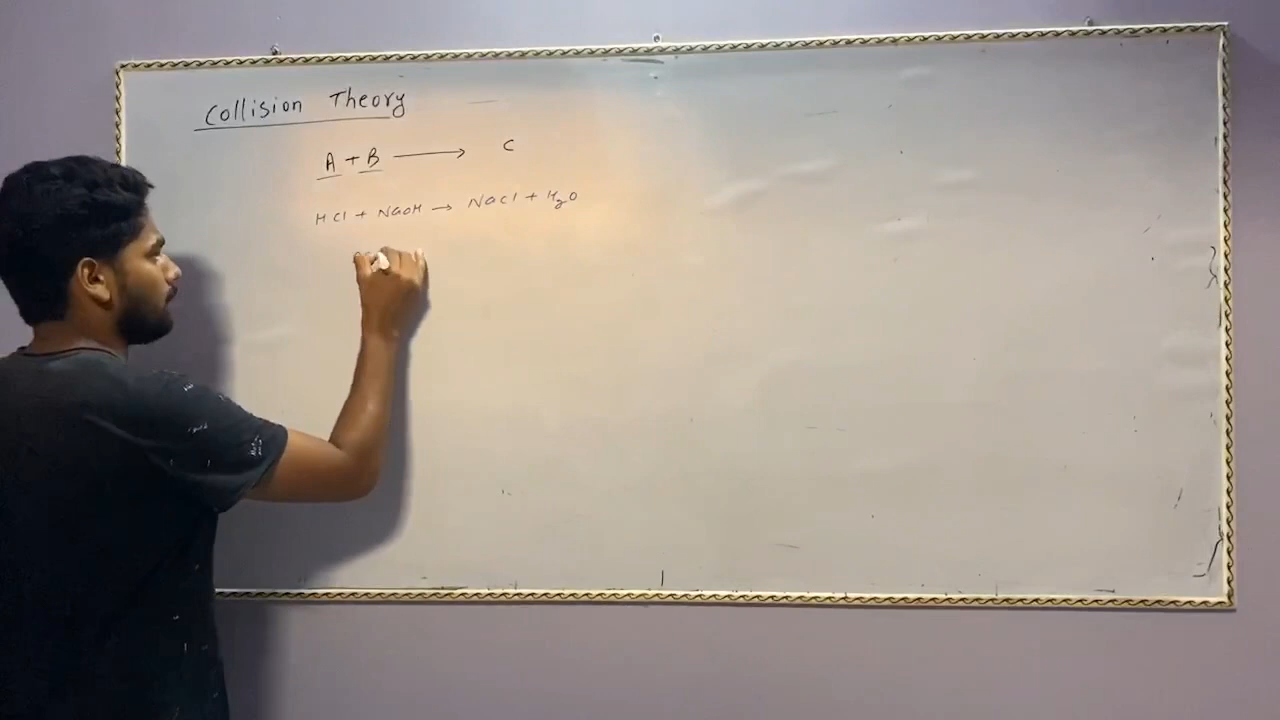 Collision Theory
A + B ⟶ C
HCl + NaOH → NaCl + H₂O